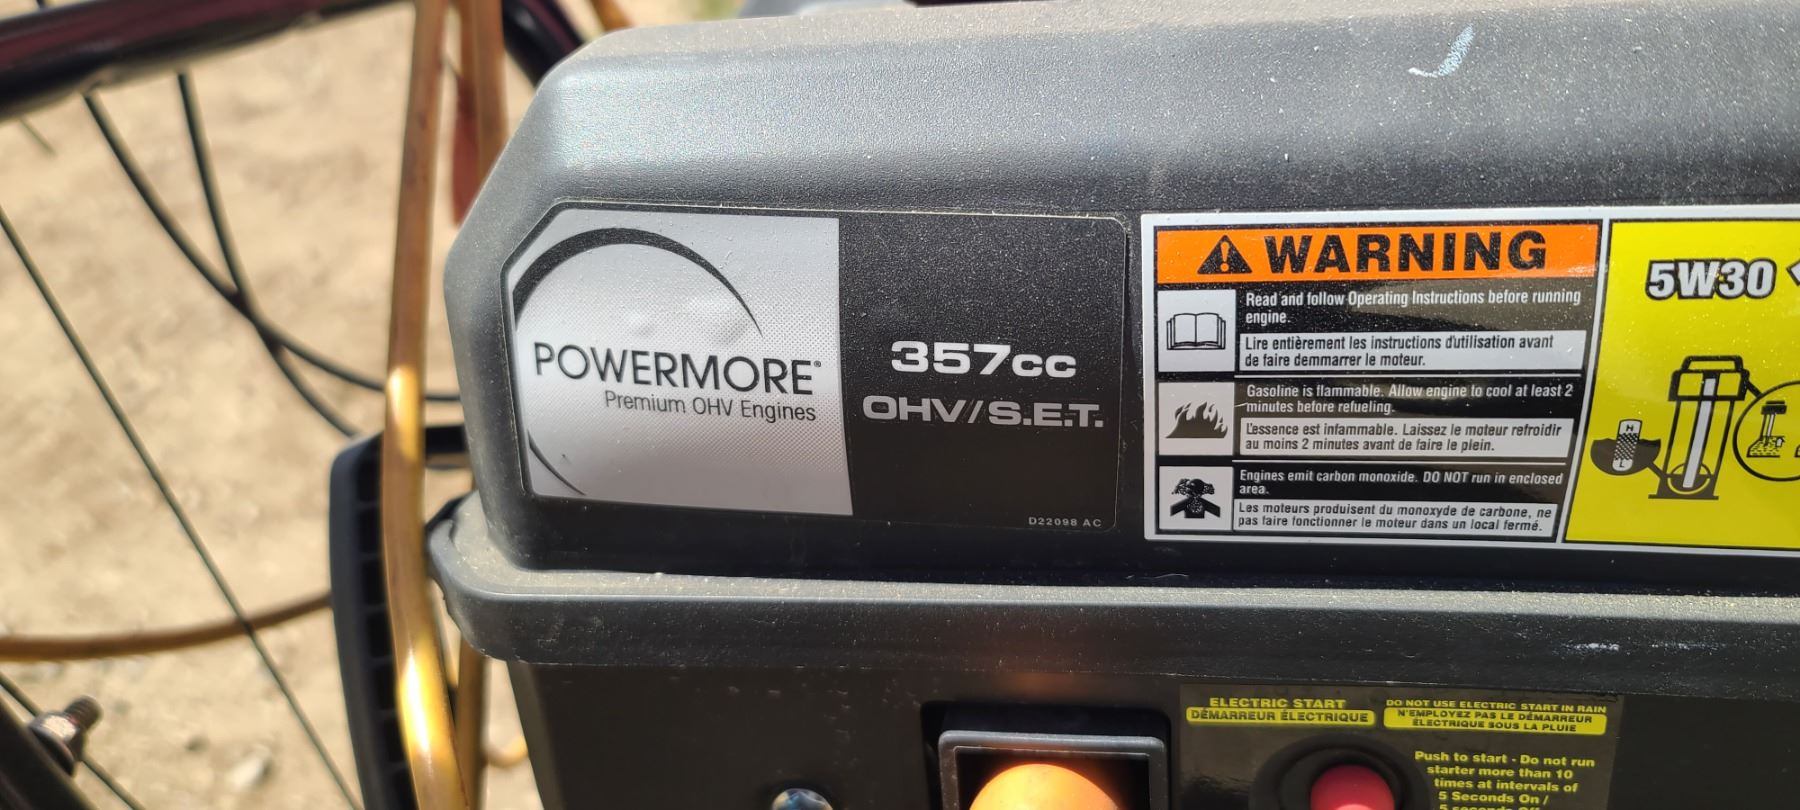 POWERMORE®
Premium OHV Engines
357cc
OHV/S.E.T.
D22098 AC
WARNING
Read and follow Operating Instructions before running
engine.
Lire entièrement les instructions d'utilisation avant
de faire demmarrer le moteur.
Gasoline is flammable. Allow engine to cool at least 2
minutes before refueling.
L'essence est infammable. Laissez le moteur refroidir
au moins 2 minutes avant de faire le plein.
Engines emit carbon monoxide. DO NOT run in enclosed
area.
Les moteurs produisent du monoxyde de carbone, ne
pas faire fonctionner le moteur dans un local fermé.
5W30
H
L
ELECTRIC START
DÉMARREUR ÉLECTRIQUE
DO NOT USE ELECTRIC START IN RAIN
N'EMPLOYEZ PAS LE DÉMARREUR
ÉLECTRIQUE SOUS LA PLUIE
Push to start - Do not run
starter more than 10
times at intervals of
5 Seconds On /
5 seconds Off